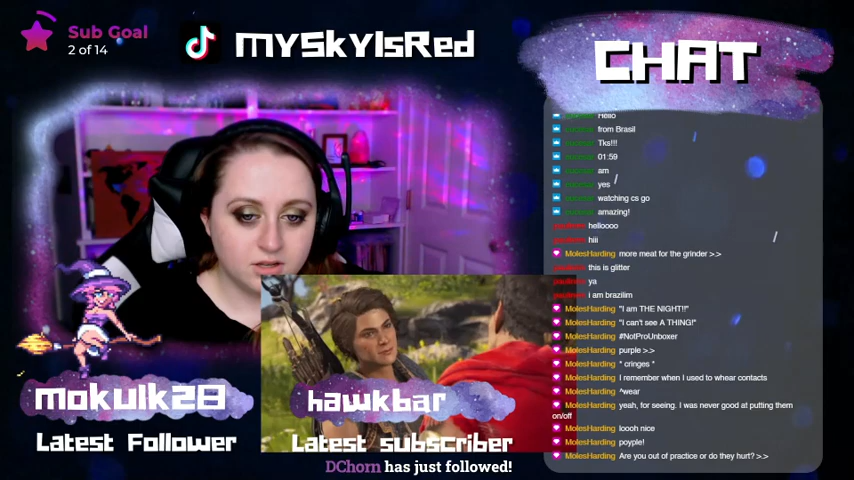 Sub Goal
2 of 14
MYSkYIsRed
CHAT
Hello
from Brasil
Tks!!!
01:59
am
yes
watching cs go
amazing!
helloooo
hiii
MolesHarding more meat for the grinder >.>
this is glitter
ya
i am brazilim
MolesHarding "I am THE NIGHT!!"
MolesHarding "I can't see A THING!"
MolesHarding #NotProUnboxer
MolesHarding purple >.>
MolesHarding * cringes *
MolesHarding I remember when I used to whear contacts
MolesHarding ^wear
MolesHarding yeah, for seeing. I was never good at putting them
on/off
MolesHarding loooh nice
MolesHarding poyple!
MolesHarding Are you out of practice or do they hurt? >.>
mokulk28
Latest Follower
hawkbar
Latest subscriber
DChorn has just followed!